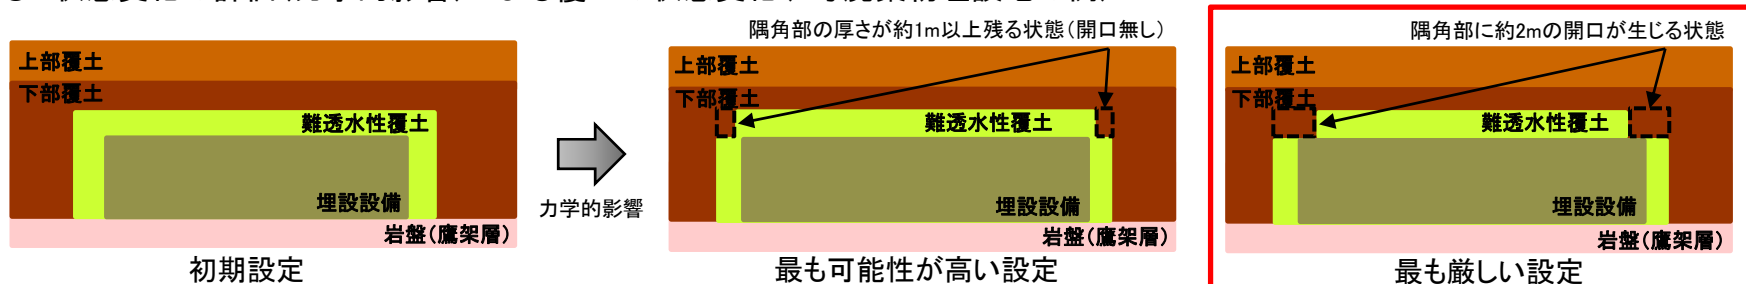 隅角部の厚さが約1m以上残る状態(開口無し)
隅角部に約2mの開口が生じる状態
上部覆土
下部覆土
難透水性覆土
埋設設備
岩盤(鷹架層)
初期設定
力学的影響
上部覆土
下部覆土
難透水性覆土
埋設設備
岩盤(鷹架層)
最も可能性が高い設定
上部覆土
下部覆土
難透水性覆土
埋設設備
岩盤(鷹架層)
最も厳しい設定